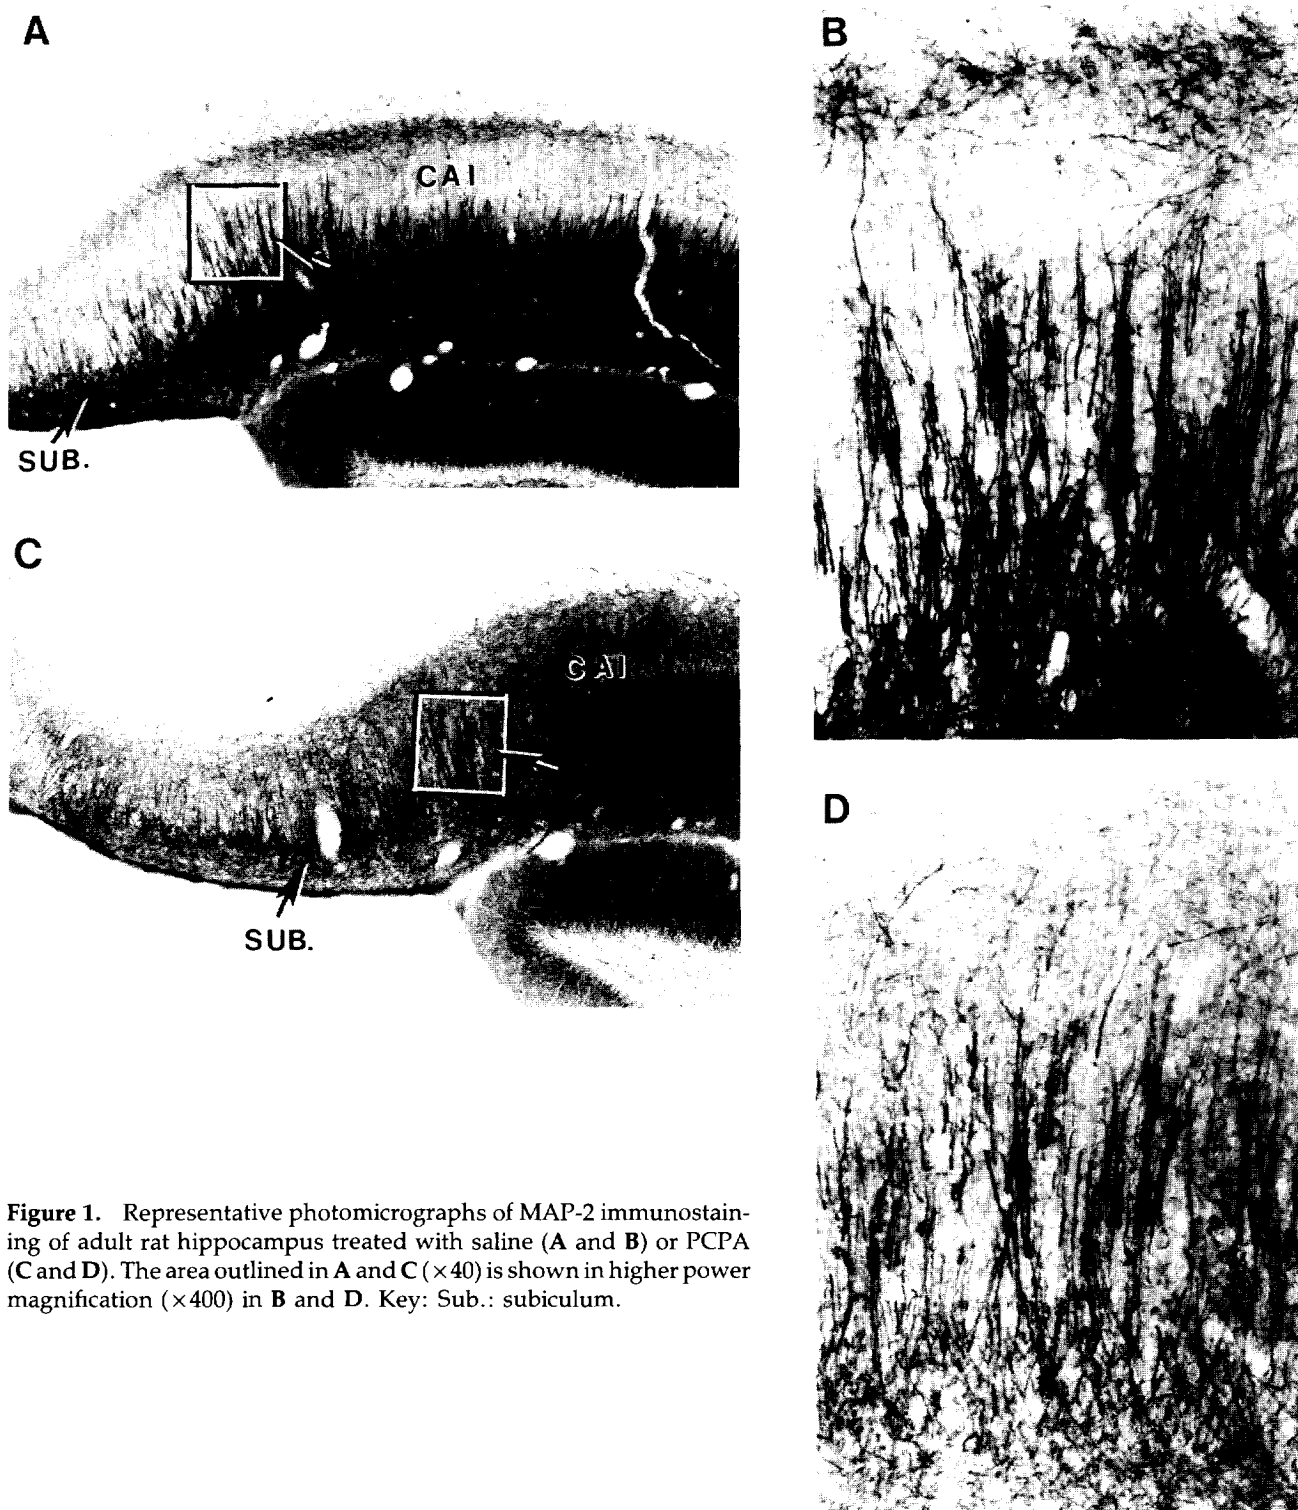 A
B
CA1
SUB.
C
CA1
SUB.
D
Figure 1. Representative photomicrographs of MAP-2 immunostain-
ing of adult rat hippocampus treated with saline (A and B) or PCPA
(C and D). The area outlined in A and C (×40) is shown in higher power
magnification (×400) in B and D. Key: Sub.: subiculum.